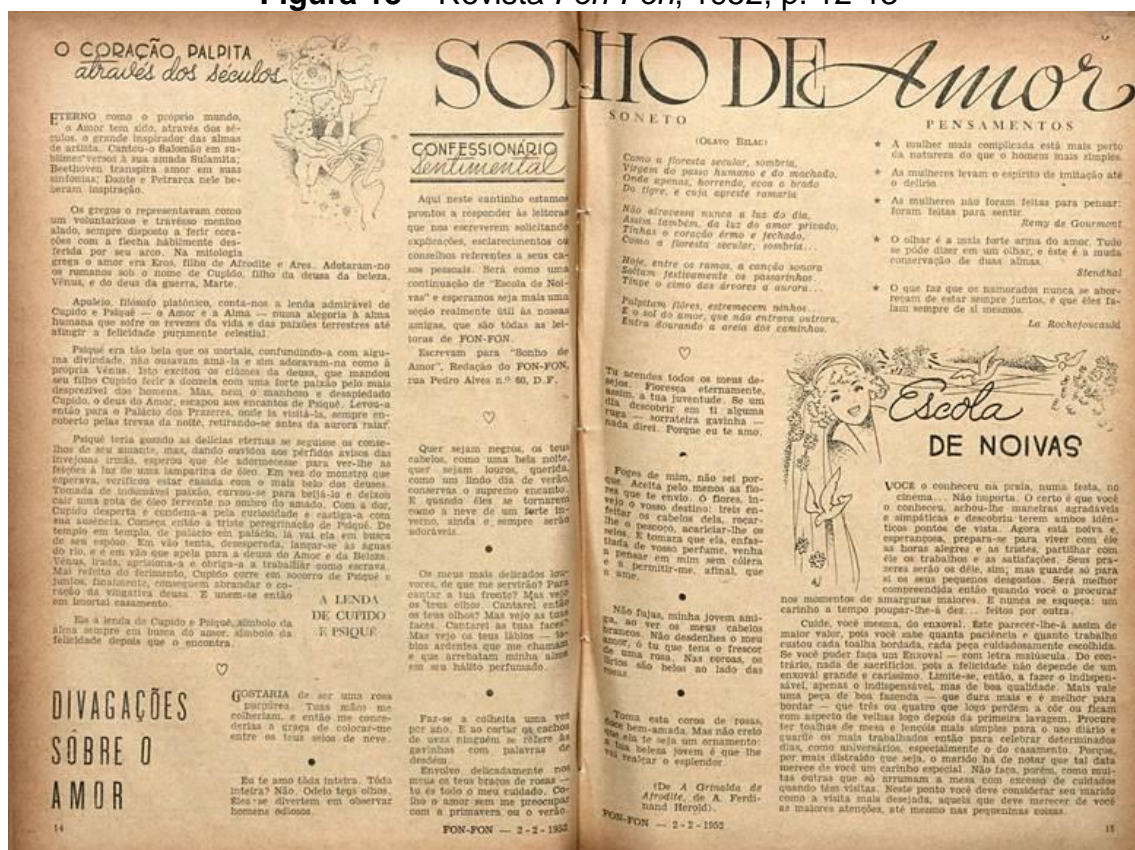 Revista Fon Fon, 1952, p. 12-13
O CORAÇÃO PALPITA
através dos séculos
ETERNO como o próprio mundo,
o Amor tem sido, através dos sé-
culos, o grande inspirador das almas
de artista. Cantou-o Salomão em su-
blimes versos à sua amada Sulamita;
Beethoven transpira amor em suas
sinfonias; Dante e Petrarca nele be-
beram inspiração.
Os gregos o representavam como
um voluntarioso e travêsso menino
alado, sempre disposto a ferir cora-
ções com a flecha hàbilmente des-
ferida por seu arco. Na mitologia
grega o amor era Eros, filho de Afrodite e Ares. Adotaram-no
os romanos sob o nome de Cupido, filho da deusa da beleza,
Vênus, e do deus da guerra, Marte.
Apuleio, filósofo platônico, conta-nos a lenda admirável de
Cupido e Psiquê — o Amor e a Alma — numa alegoria à alma
humana que sofre os revezes da vida e das paixões terrestres até
atingir a felicidade puramente celestial.
Psiquê era tão bela que os mortais, confundindo-a com algu-
ma divindade, não ousavam amá-la e sim adoravam-na como à
própria Vênus. Isto excitou os ciúmes da deusa, que mandou
seu filho Cupido ferir a donzela com uma forte paixão pelo mais
desprezível dos homens. Mas, nem o manhoso e desapiedado
Cupido, o deus do Amor, escapou aos encantos de Psiquê. Levou-a
então para o Palácio dos Prazeres, onde ia visitá-la, sempre en-
coberto pelas trevas da noite, retirando-se antes da aurora raiar.
Psiquê teria gozado as delícias eternas se seguisse os conse-
lhos de seu amante, mas, dando ouvidos aos pérfidos avisos das
invejosas irmãs, esperou que êle adormecesse para ver-lhe as
feições à luz de uma lamparina de óleo. Em vez do monstro que
esperava, verificou estar casada com o mais belo dos deuses.
Tomada de indomável paixão, curvou-se para beijá-lo e deixou
cair uma gota de óleo fervente no ombro do amado. Com a dor,
Cupido desperta e condena-a pela curiosidade e castiga-a com
sua ausência. Começa então a triste peregrinação de Psiquê. De
templo em templo, de palácio em palácio, lá vai ela em busca
de seu espôso. Em vão tenta, desesperada, lançar-se às águas
do rio, e é em vão que apela para a deusa do Amor e da Beleza.
Vênus, irada, aprisiona-a e obriga-a a trabalhar como escrava.
Mal refeito do ferimento, Cupido corre em socorro de Psiquê e
juntos, finalmente, conseguem abrandar o co-
ração da vingativa deusa. E unem-se então
em imortal casamento.
Eis a lenda de Cupido e Psiquê, símbolo da
alma sempre em busca do amor, símbolo da
felicidade depois que o encontra.
A LENDA
DE CUPIDO
E PSIQUÊ
DIVAGAÇÕES
SÔBRE O
AMOR
GOSTARIA de ser uma rosa
purpúrea. Tuas mãos me
colheriam, e então me conce-
derias a graça de colocar-me
entre os teus seios de neve.
Eu te amo tôda inteira. Tôda
inteira? Não. Odeio teus olhos.
Êles se divertem em observar
homens odiosos.
14
SONHO DE Amor
CONFESSIONÁRIO
Sentimental
Aqui neste cantinho estamos
prontos a responder às leitoras
que nos escreverem solicitando
explicações, esclarecimentos ou
conselhos referentes a seus ca-
sos pessoais. Será como uma
continuação de "Escola de Noi-
vas" e esperamos seja mais uma
seção realmente útil às nossas
amigas, que são tôdas as lei-
toras de FON-FON.
Escrevam para "Sonho de
Amor", Redação do FON-FON,
rua Pedro Alves n.º 60, D.F.
Quer sejam negros, os teus
cabelos, como uma bela noite,
quer sejam louros, querida,
como um lindo dia de verão,
conservas o supremo encanto.
E quando êles se tornarem
como a neve de um forte in-
verno, ainda e sempre serão
adoráveis.
Os meus mais delicados lou-
vores, de que me servirão? Para
cantar a tua fronte? Mas vejo
os teus olhos. Cantarei então
os teus olhos? Mas vejo as tuas
faces. Cantarei as tuas faces?
Mas vejo os teus lábios — lá-
bios ardentes que me chamam
e que arrebatam minha alma
em seu hálito perfumado.
Faz-se a colheita uma vez
por ano. E ao cortar os cachos
de uvas ninguém se refere às
gavinhas com palavras de
desdém.
Envolvo delicadamente nos
meus os teus braços de rosas —
tu és todo o meu cuidado. Co-
lho o amor sem me preocupar
com a primavera ou o verão.
FON-FON — 2-2-1952
SONETO
(OLAVO BILAC)
Como a floresta secular, sombria,
Virgem do passo humano e do machado,
Onde apenas, horrendo, ecoa o brado
Do tigre, e cuja agreste ramaria
Não atravessa nunca a luz do dia,
Assim também, da luz do amor privado,
Tinhas o coração êrmo e fechado,
Como a floresta secular, sombria...
Hoje, entre os ramos, a canção sonora
Soltam festivamente os passarinhos
Tinge o cimo das árvores a aurora...
Palpitam flôres, estremecem ninhos...
E o sol do amor, que não entrava outrora,
Entra dourando a areia dos caminhos.
Tu acendes todos os meus de-
sejos. Floresça eternamente,
assim, a tua juventude. Se um
dia descobrir em ti alguma
ruga — sorrateira gavinha —
nada direi. Porque eu te amo.
Foges de mim, não sei por-
que. Aceita pelo menos as flo-
res que te envio. Ó flores, in-
vejo o vosso destino: ireis en-
feitar os cabelos dela, roçar-
lhe o pescoço, acariciar-lhe os
seios. E tomara que ela, enfas-
tiada de vosso perfume, venha
a pensar em mim sem cólera
e a permitir-me, afinal, que
a ame.
Não fujas, minha jovem ami-
ga, ao ver os meus cabelos
brancos. Não desdenhes o meu
amor, ó tu que tens o frescor
de uma rosa. Nas coroas, os
lírios são belos ao lado das
rosas.
Toma esta coroa de rosas,
doce bem-amada. Mas não creio
que ela te seja um ornamento:
a tua beleza jovem é que lhe
vai realçar o esplendor.
(De A Grinalda de
Afrodite, de A. Ferdi-
nand Herold).
FON-FON — 2-2-1952
PENSAMENTOS
★ A mulher mais complicada está mais perto
da natureza do que o homem mais simples.
★ As mulheres levam o espírito de imitação até
o delírio.
★ As mulheres não foram feitas para pensar:
foram feitas para sentir.
Remy de Gourmont
★ O olhar é a mais forte arma do amor. Tudo
se pôde dizer em um olhar, e êste é a muda
conservação de duas almas.
Stendhal
★ O que faz que os namorados nunca se abor-
reçam de estar sempre juntos, é que êles fa-
lam sempre de si mesmos.
La Rochefoucauld
Escola
DE NOIVAS
VOCÊ o conheceu na praia, numa festa, no
cinema... Não importa. O certo é que você
o conheceu, achou-lhe maneiras agradáveis
e simpáticas e descobriu terem ambos idên-
ticos pontos de vista. Agora está noiva e,
esperançosa, prepara-se para viver com êle
as horas alegres e as tristes, partilhar com
êle os trabalhos e as satisfações. Seus pra-
zeres serão os dêle, sim; mas guarde só para
si os seus pequenos desgostos. Será melhor
compreendida então quando você o procurar
nos momentos de amarguras maiores. E nunca se esqueça: um
carinho a tempo poupar-lhe-á dez... feitos por outra.
Cuide, você mesma, do enxoval. Êste parecer-lhe-á assim de
maior valor, pois você sabe quanta paciência e quanto trabalho
custou cada toalha bordada, cada peça cuidadosamente escolhida.
Se você puder faça um Enxoval — com letra maiúscula. Do con-
trário, nada de sacrifícios, pois a felicidade não depende de um
enxoval grande e caríssimo. Limite-se, então, a fazer o indispen-
sável, apenas o indispensável, mas de boa qualidade. Mais vale
uma peça de boa fazenda — que dura mais e é melhor para
bordar — que três ou quatro que logo perdem a côr ou ficam
com aspecto de velhas logo depois da primeira lavagem. Procure
ter toalhas de mesa e lençois mais simples para o uso diário e
guarde os mais trabalhados então para celebrar determinados
dias, como aniversários, especialmente o do casamento. Porque,
por mais distraído que seja, o marido há de notar que tal data
merece de você um carinho especial. Não faça, porém, como mui-
tas outras que só arrumam a mesa com excesso de cuidados
quando têm visitas. Neste ponto você deve considerar seu marido
como a visita mais desejada, aquela que deve merecer de você
as maiores atenções, até mesmo nas pequeninas coisas.
15